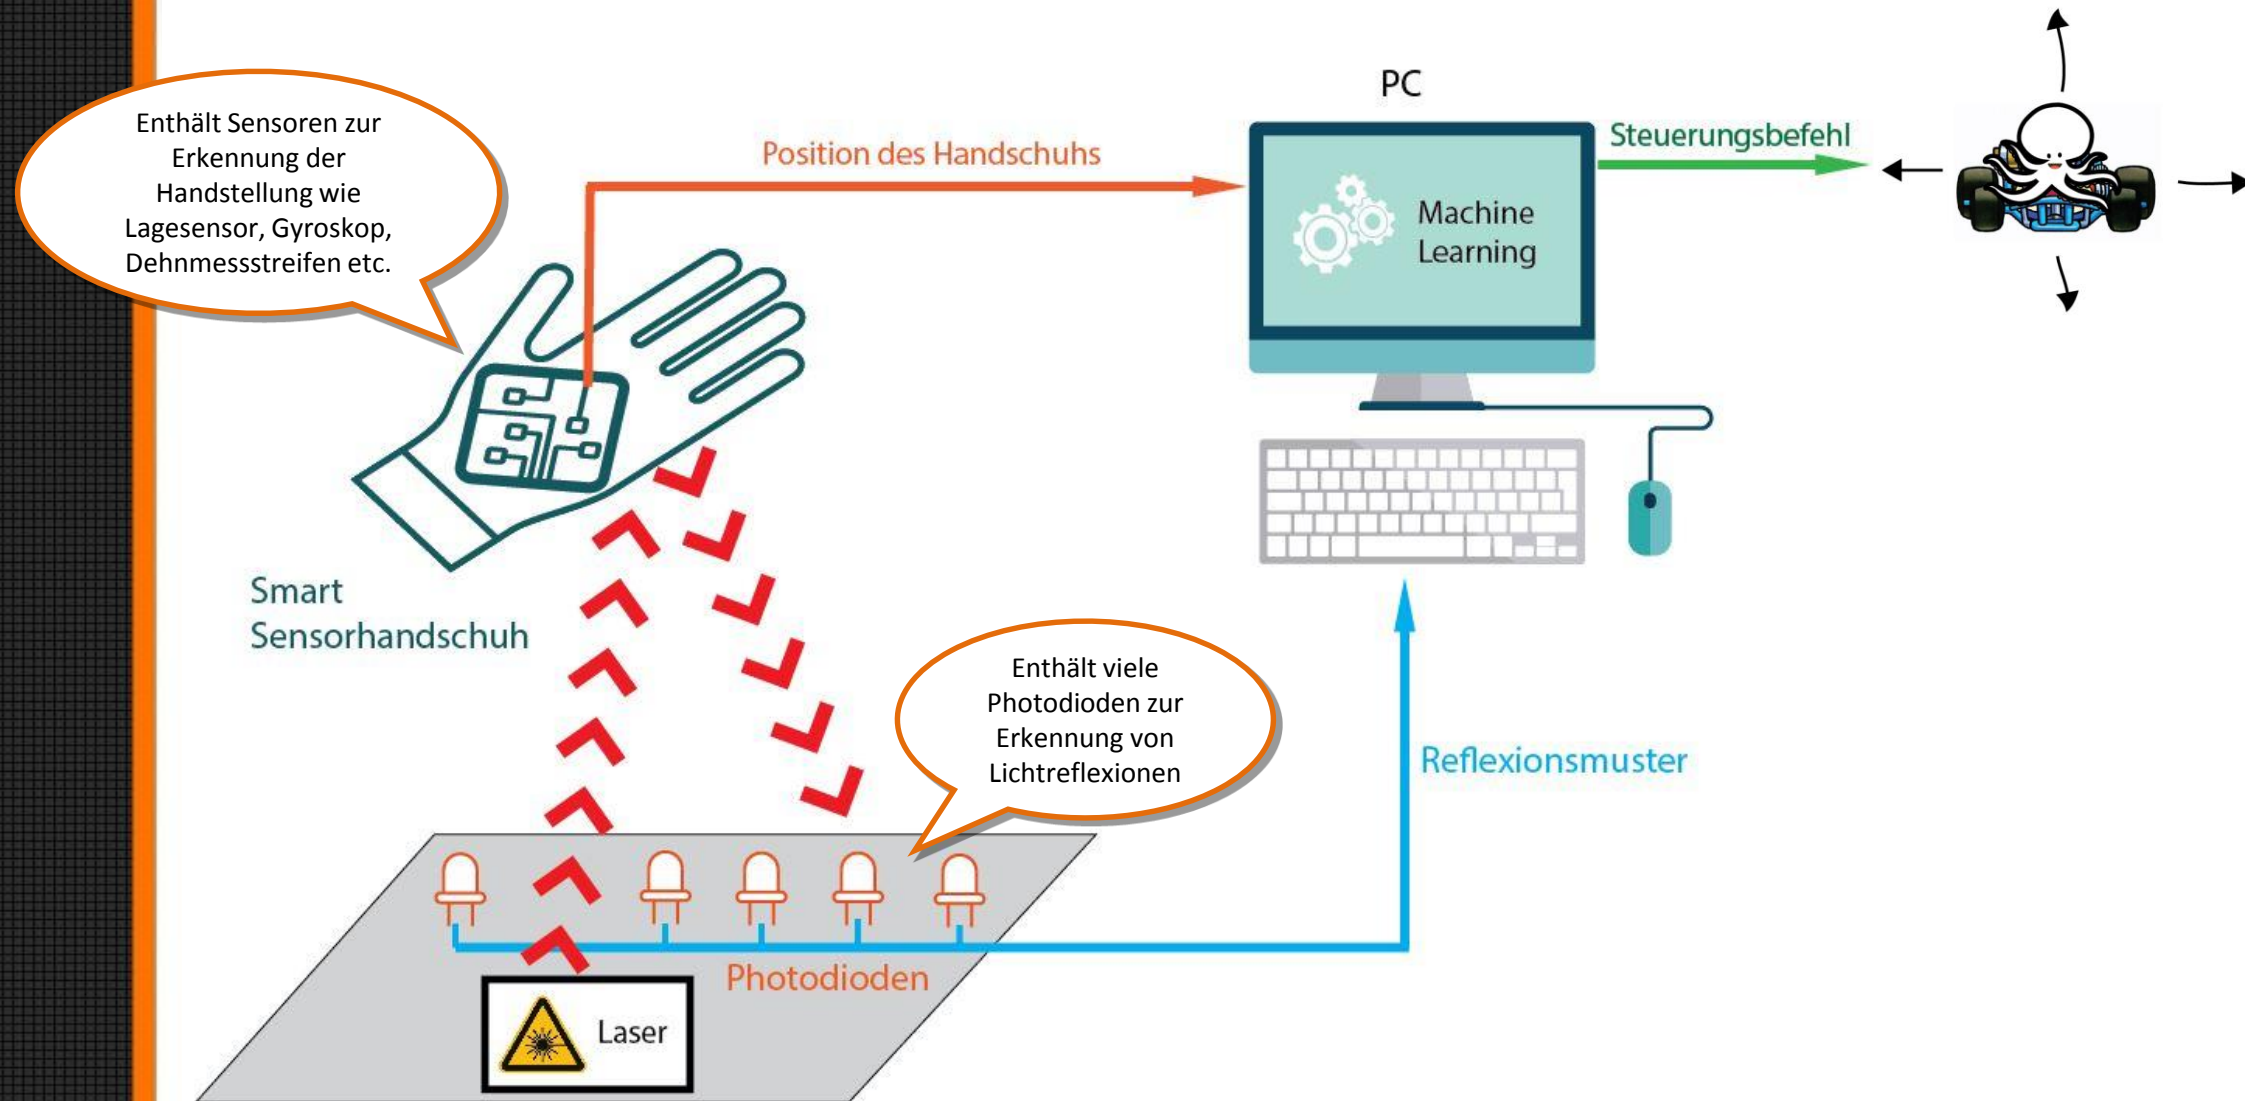 Enthält Sensoren zur
Erkennung der
Handstellung wie
Lagesensor, Gyroskop,
Dehnmessstreifen etc.
Position des Handschuhs
PC
Machine
Learning
Steuerungsbefehl
Smart
Sensorhandschuh
Enthält viele
Photodioden zur
Erkennung von
Lichtreflexionen
Reflexionsmuster
Photodioden
Laser